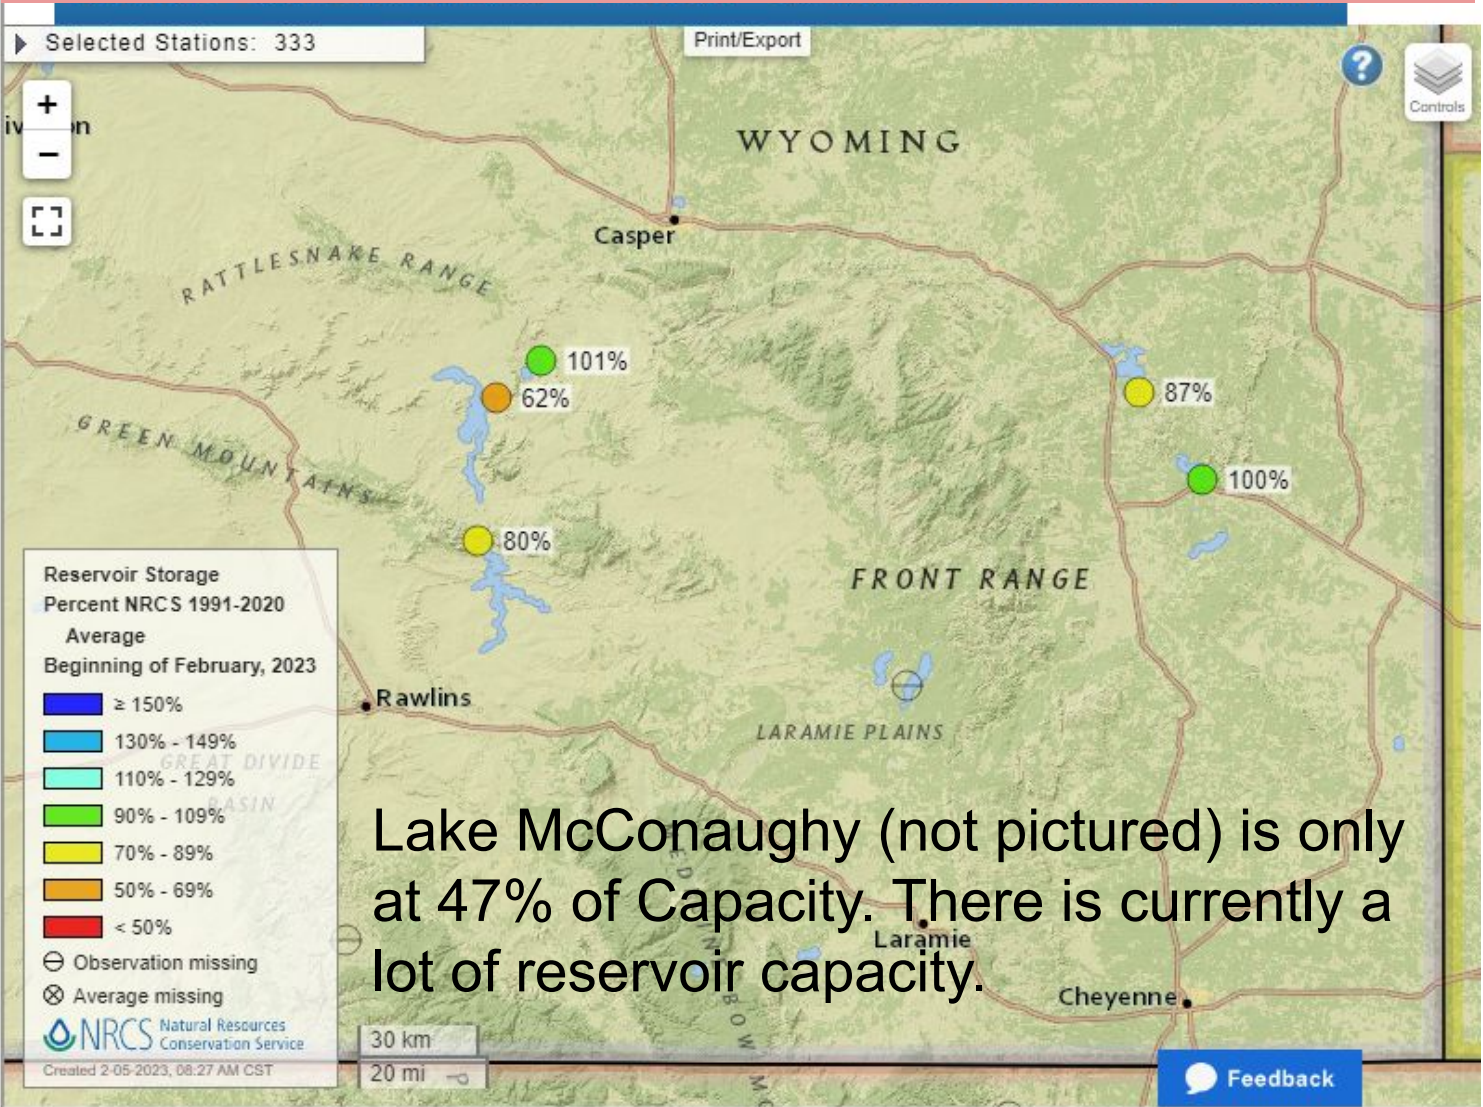 Selected Stations: 333
Print/Export
?
Controls
+
−
WYOMING
Casper
RATTLESNAKE RANGE
101%
62%
87%
GREEN MOUNTAINS
100%
80%
FRONT RANGE
Reservoir Storage
Percent NRCS 1991-2020
Average
Beginning of February, 2023
≥ 150%
130% - 149%
110% - 129%
90% - 109%
70% - 89%
50% - 69%
< 50%
Observation missing
Average missing
NRCS Natural Resources
Conservation Service
Created 2-05-2023, 08:27 AM CST
Rawlins
LARAMIE PLAINS
GREAT DIVIDE
BASIN
Lake McConaughy (not pictured) is only
at 47% of Capacity. There is currently a
lot of reservoir capacity.
Laramie
Cheyenne
30 km
20 mi
Feedback